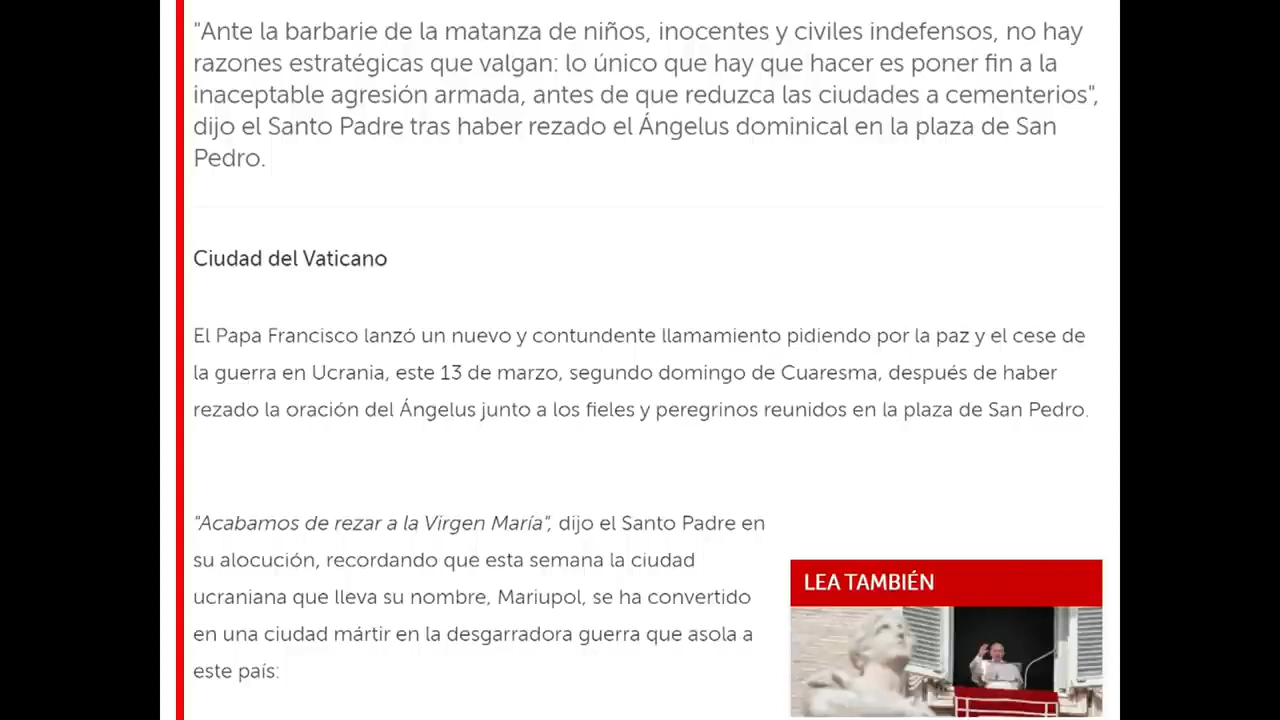 "Ante la barbarie de la matanza de niños, inocentes y civiles indefensos, no hay
razones estratégicas que valgan: lo único que hay que hacer es poner fin a la
inaceptable agresión armada, antes de que reduzca las ciudades a cementerios",
dijo el Santo Padre tras haber rezado el Ángelus dominical en la plaza de San
Pedro.
Ciudad del Vaticano
El Papa Francisco lanzó un nuevo y contundente llamamiento pidiendo por la paz y el cese de
la guerra en Ucrania, este 13 de marzo, segundo domingo de Cuaresma, después de haber
rezado la oración del Ángelus junto a los fieles y peregrinos reunidos en la plaza de San Pedro.
"Acabamos de rezar a la Virgen María", dijo el Santo Padre en
su alocución, recordando que esta semana la ciudad
ucraniana que lleva su nombre, Mariupol, se ha convertido
en una ciudad mártir en la desgarradora guerra que asola a
este país:
LEA TAMBIÉN